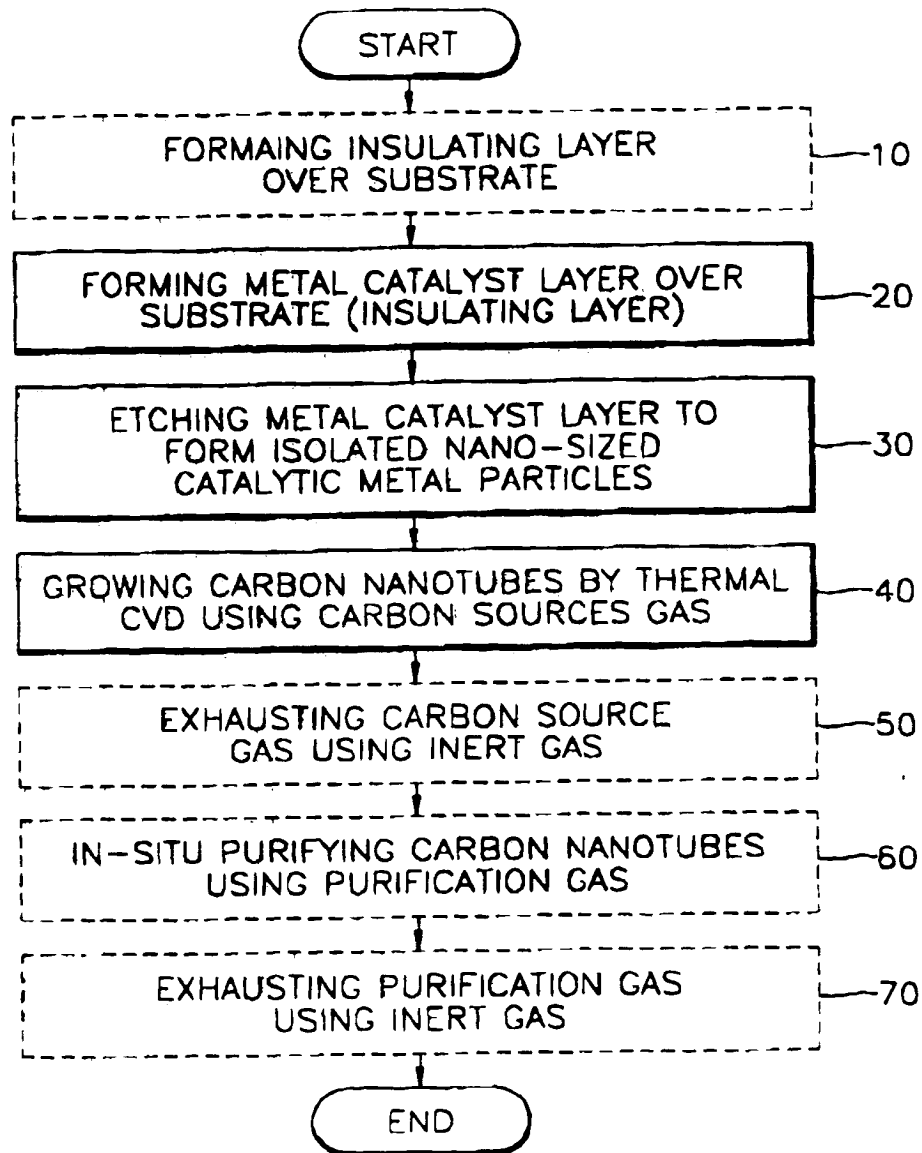 START
FORMAING INSULATING LAYER
OVER SUBSTRATE
10
FORMING METAL CATALYST LAYER OVER
SUBSTRATE (INSULATING LAYER)
20
ETCHING METAL CATALYST LAYER TO
FORM ISOLATED NANO-SIZED
CATALYTIC METAL PARTICLES
30
GROWING CARBON NANOTUBES BY THERMAL
CVD USING CARBON SOURCES GAS
40
EXHAUSTING CARBON SOURCE
GAS USING INERT GAS
50
IN-SITU PURIFYING CARBON NANOTUBES
USING PURIFICATION GAS
60
EXHAUSTING PURIFICATION GAS
USING INERT GAS
70
END